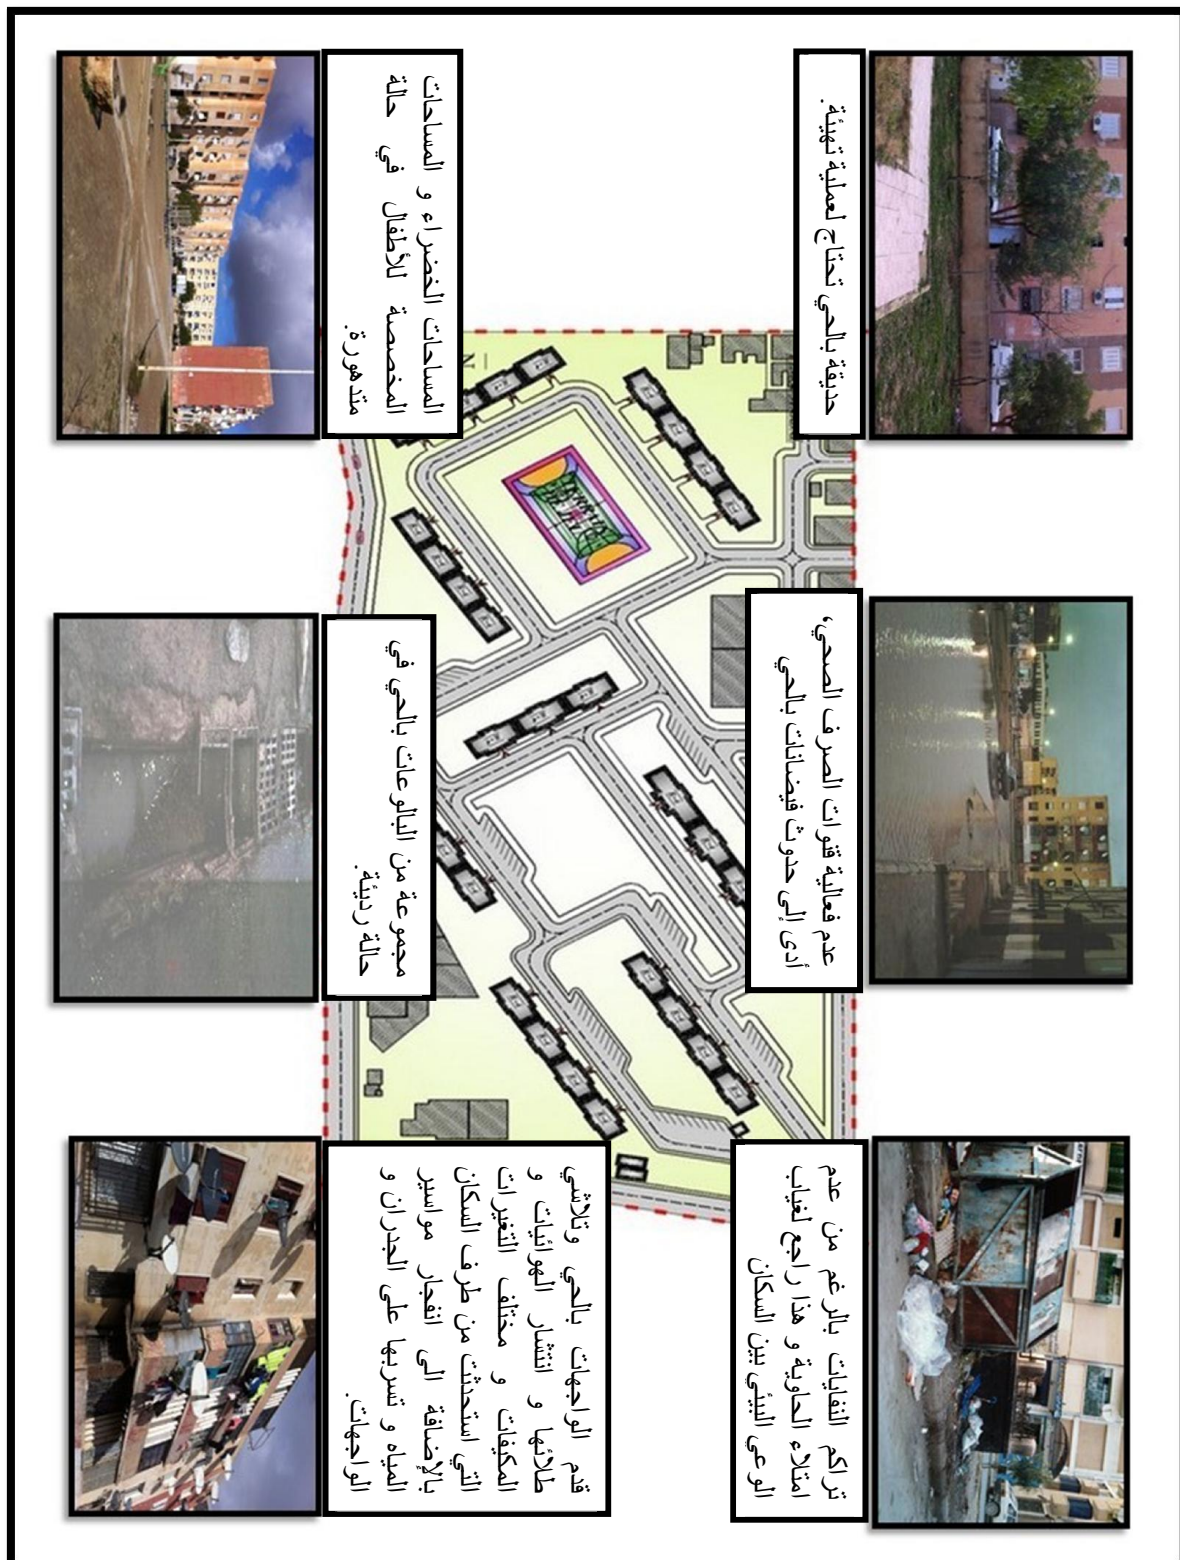 تراكم النفايات بالرغم من عدم
امتلاء الحاوية و هذا راجع لغياب
الوعي البيئي بين السكان
عدم فعالية قنوات الصرف الصحي،
أدى إلى حدوث فيضانات بالحي
حديقة بالحي تحتاج لعملية تهيئة.
قدم الواجهات بالحي وتلاشي
طلائها و انتشار الهوائيات و
المكيفات و مختلف التغيرات
التي استحدثت من طرف السكان
بالإضافة الى انفجار مواسير
المياه و تسربها على الجدران و
الواجهات.
مجموعة من البالوعات بالحي في
حالة رديئة.
المساحات الخضراء و المساحات
المخصصة للأطفال في حالة
متدهورة.